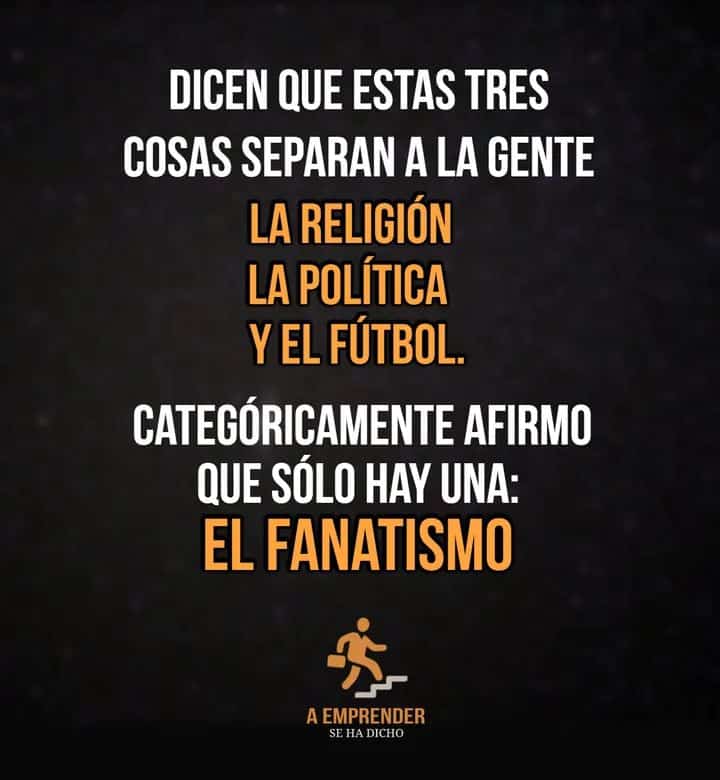 DICEN QUE ESTAS TRES
COSAS SEPARAN A LA GENTE
LA RELIGIÓN
LA POLÍTICA
Y EL FÚTBOL.
CATEGÓRICAMENTE AFIRMO
QUE SÓLO HAY UNA:
EL FANATISMO
A EMPRENDER
SE HA DICHO